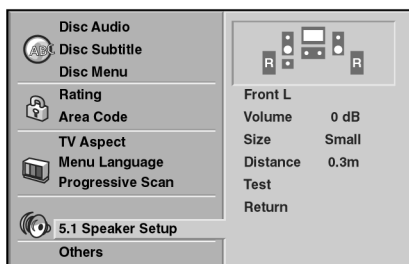 Disc Audio
ABC
Disc Subtitle
Disc Menu
Rating
Area Code
TV Aspect
Menu Language
Progressive Scan
5.1 Speaker Setup
Others
R R
Front L
Volume 0 dB
Size Small
Distance 0.3m
Test
Return